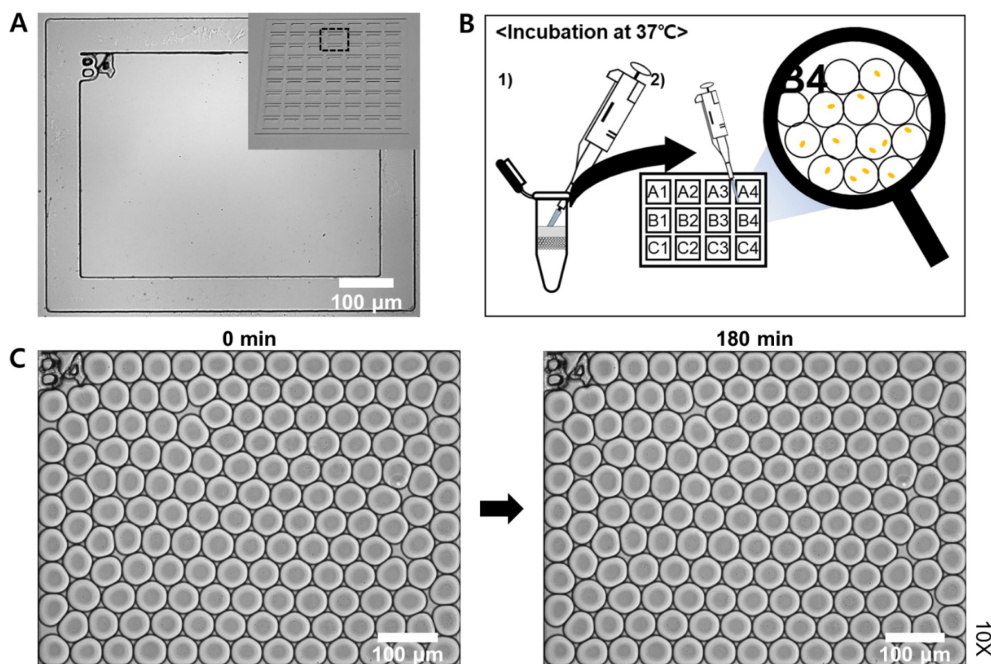 A
B4
100 μm
B
<Incubation at 37℃>
1)
2)
A1 A2 A3 A4
B1 B2 B3 B4
C1 C2 C3 C4
B4
C
0 min
180 min
100 μm
100 μm
10X